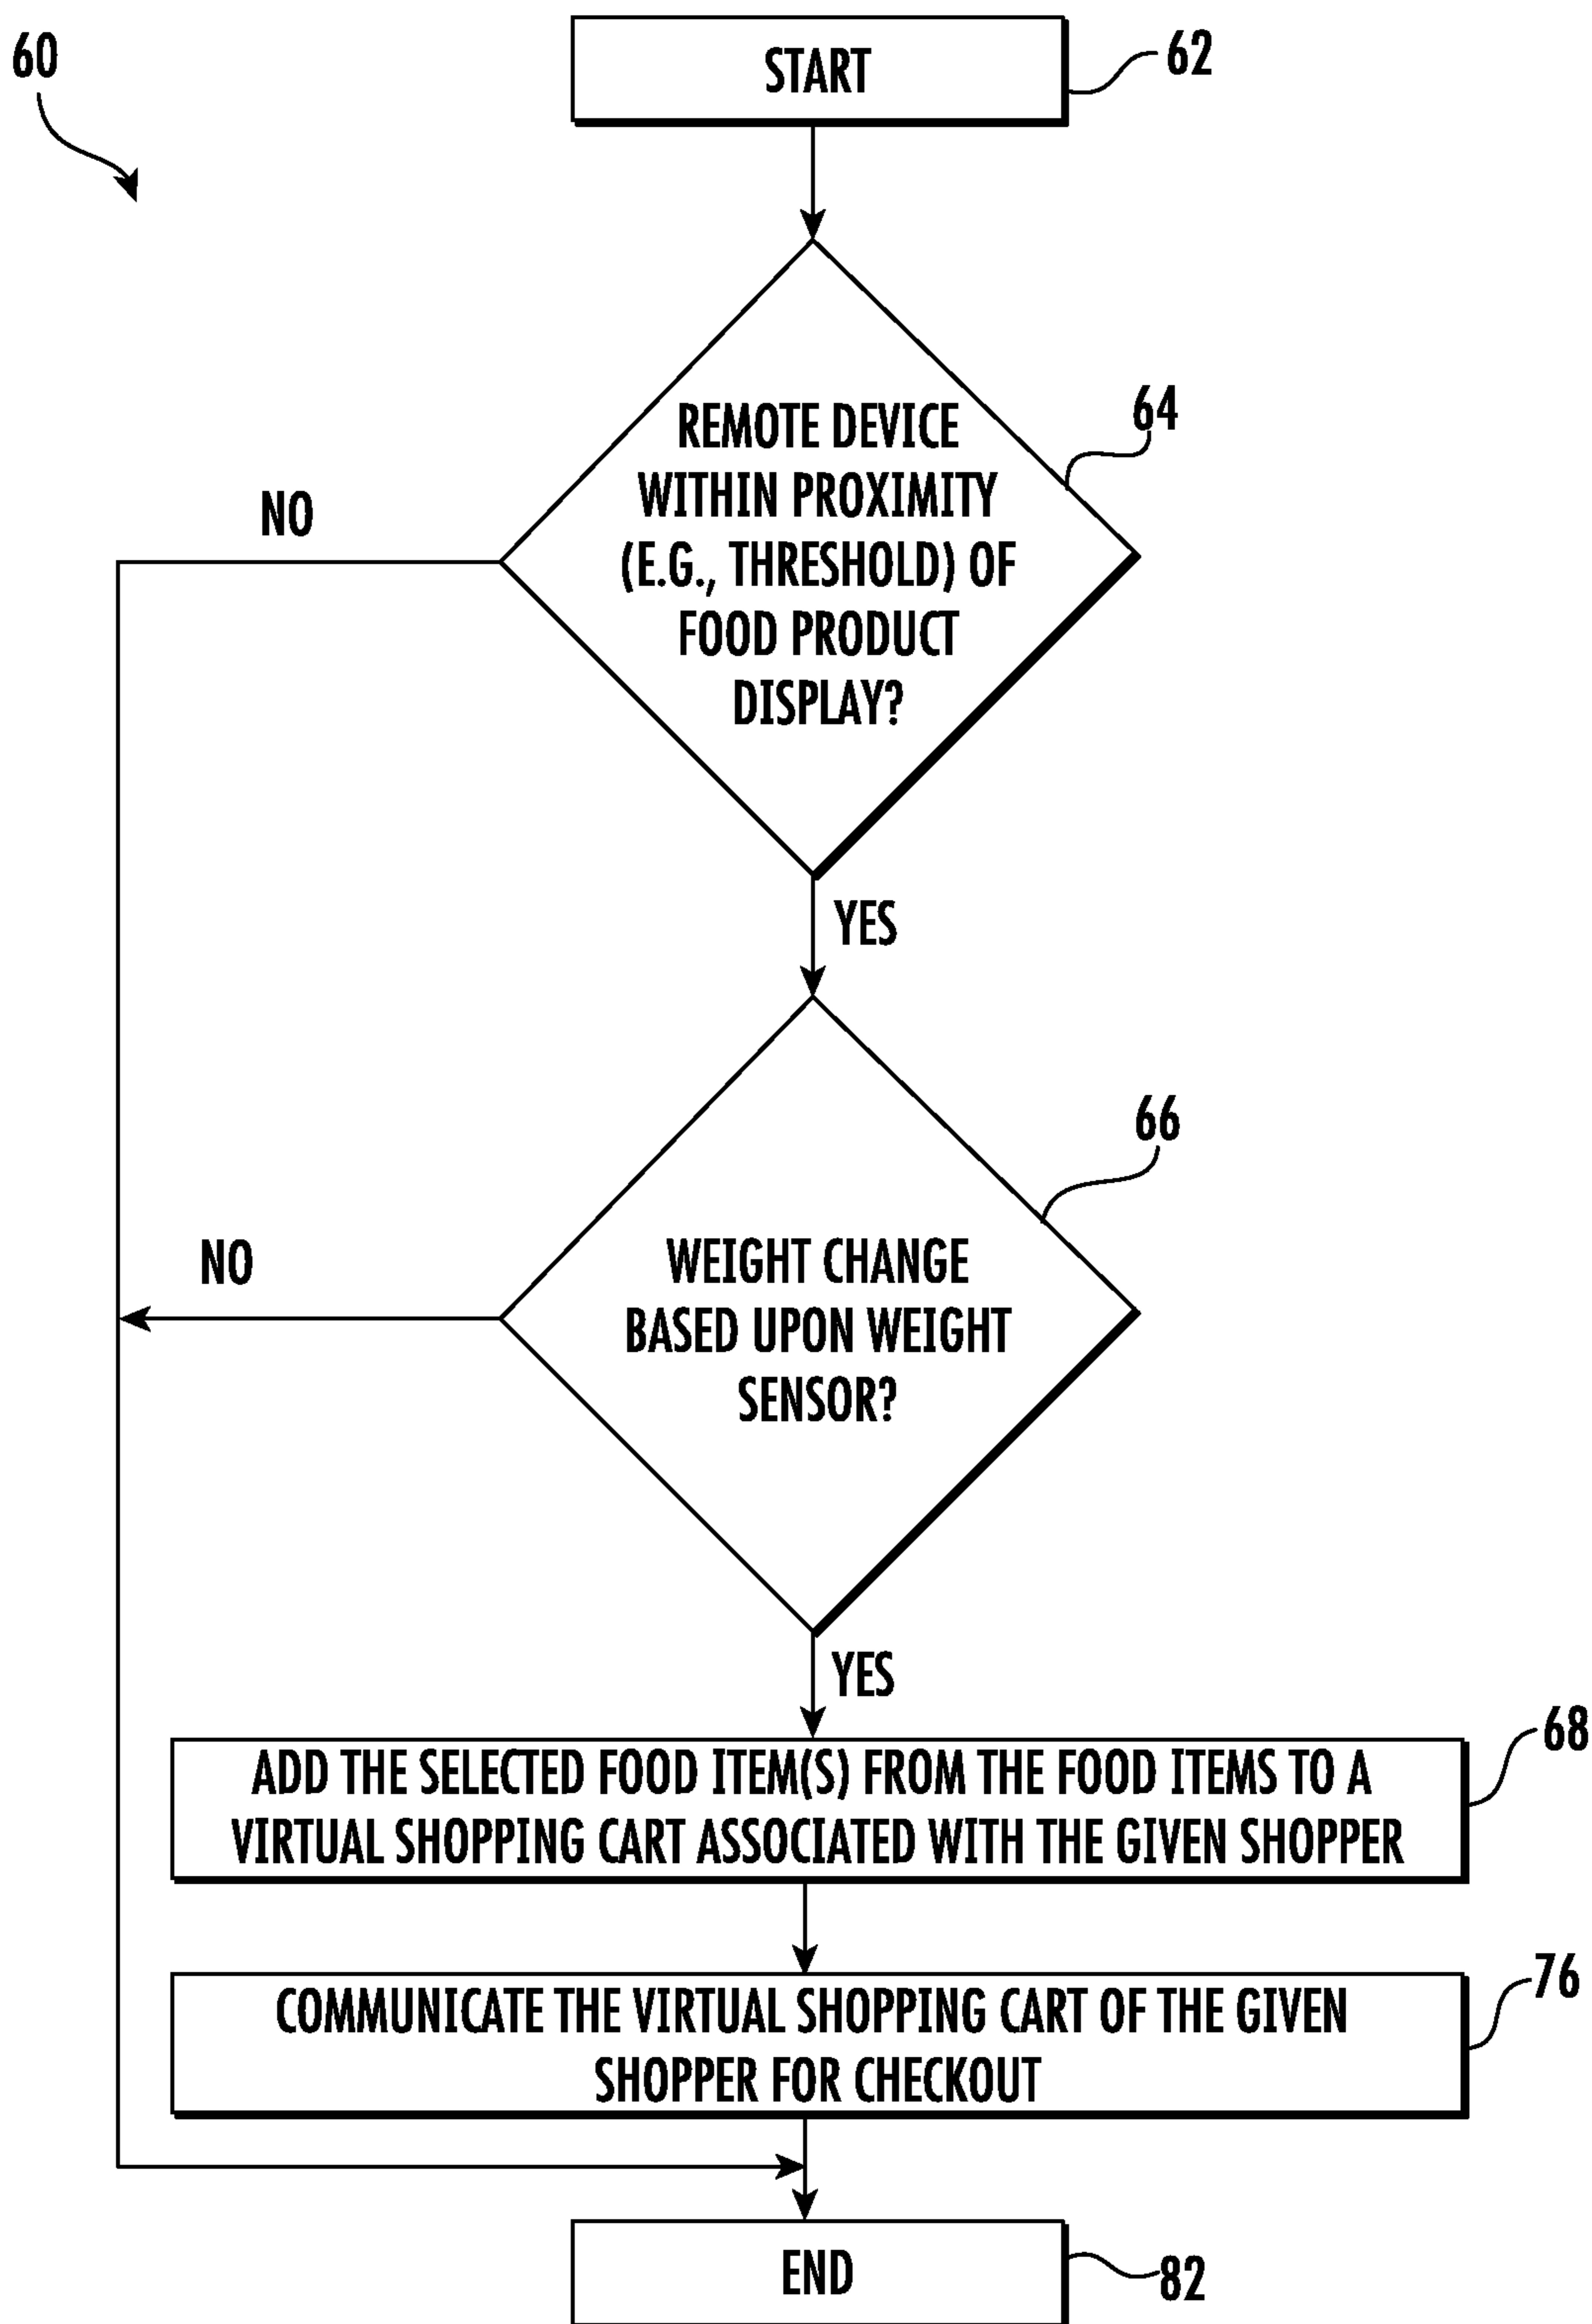 60
START
62
REMOTE DEVICE
WITHIN PROXIMITY
(E.G., THRESHOLD) OF
FOOD PRODUCT
DISPLAY?
64
NO
YES
WEIGHT CHANGE
BASED UPON WEIGHT
SENSOR?
66
NO
YES
ADD THE SELECTED FOOD ITEM(S) FROM THE FOOD ITEMS TO A
VIRTUAL SHOPPING CART ASSOCIATED WITH THE GIVEN SHOPPER
68
COMMUNICATE THE VIRTUAL SHOPPING CART OF THE GIVEN
SHOPPER FOR CHECKOUT
76
END
82